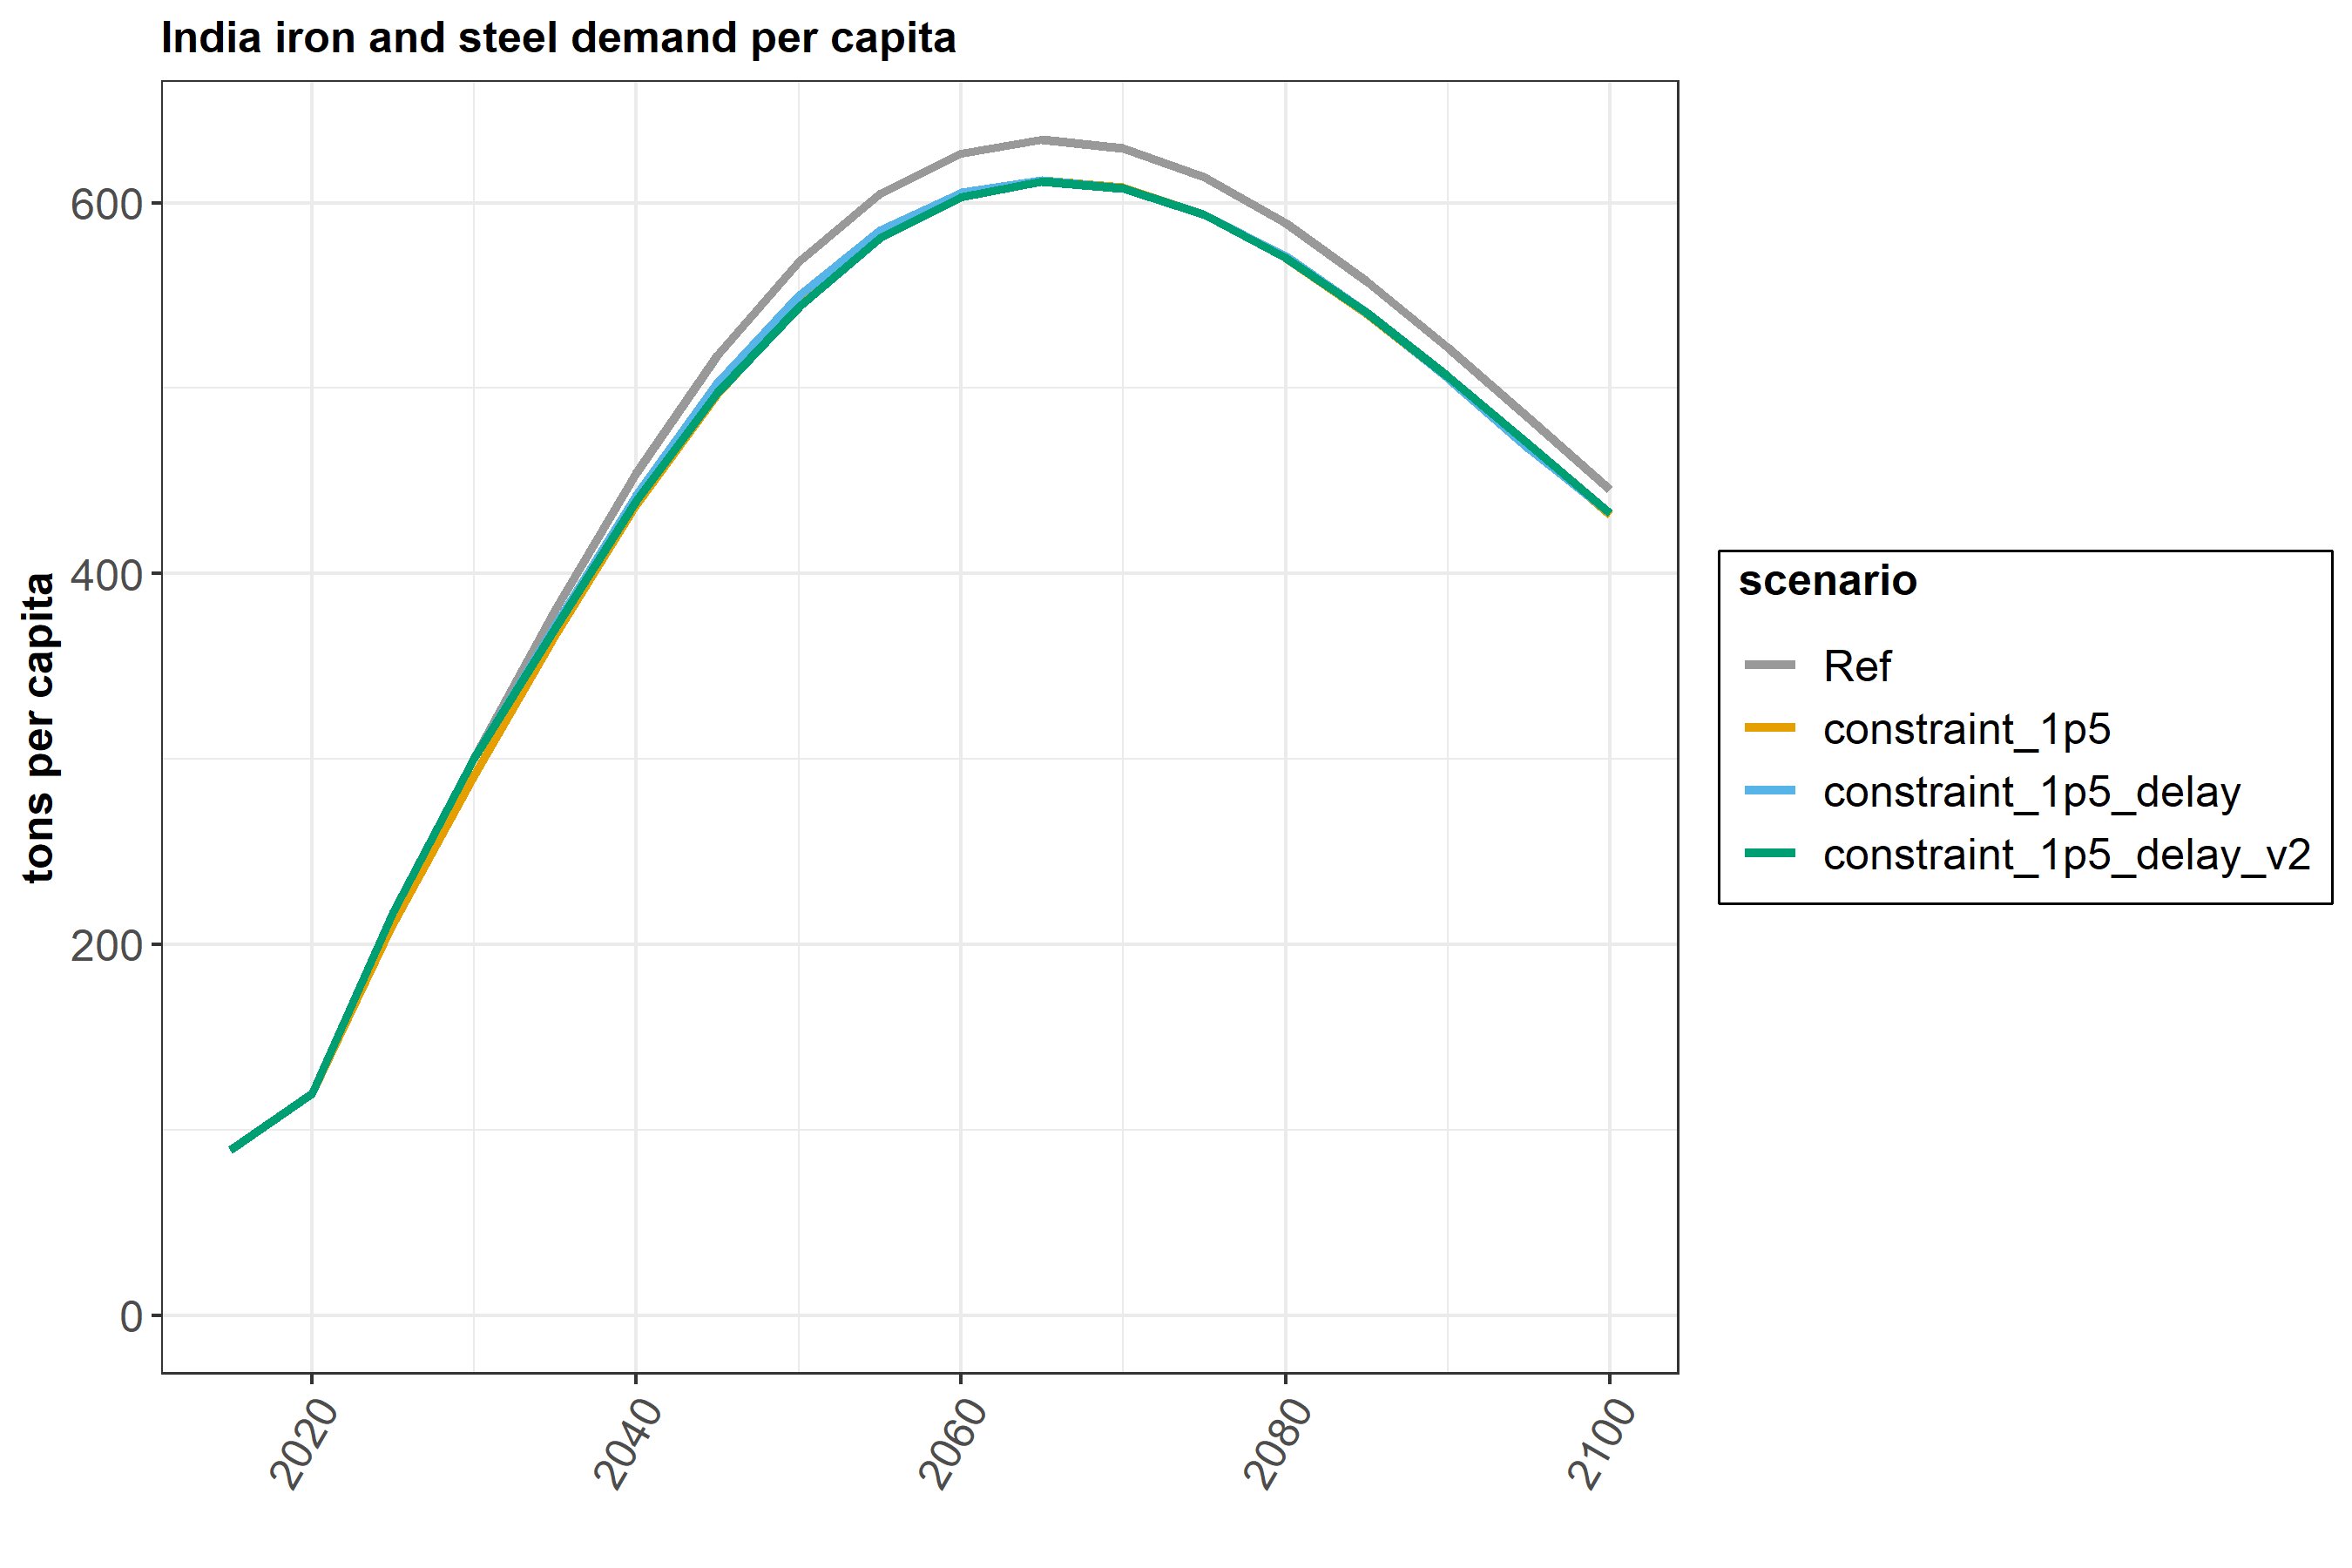 India iron and steel demand per capita
tons per capita
600
400
200
0
2020
2040
2060
2080
2100
scenario
Ref
constraint_1p5
constraint_1p5_delay
constraint_1p5_delay_v2